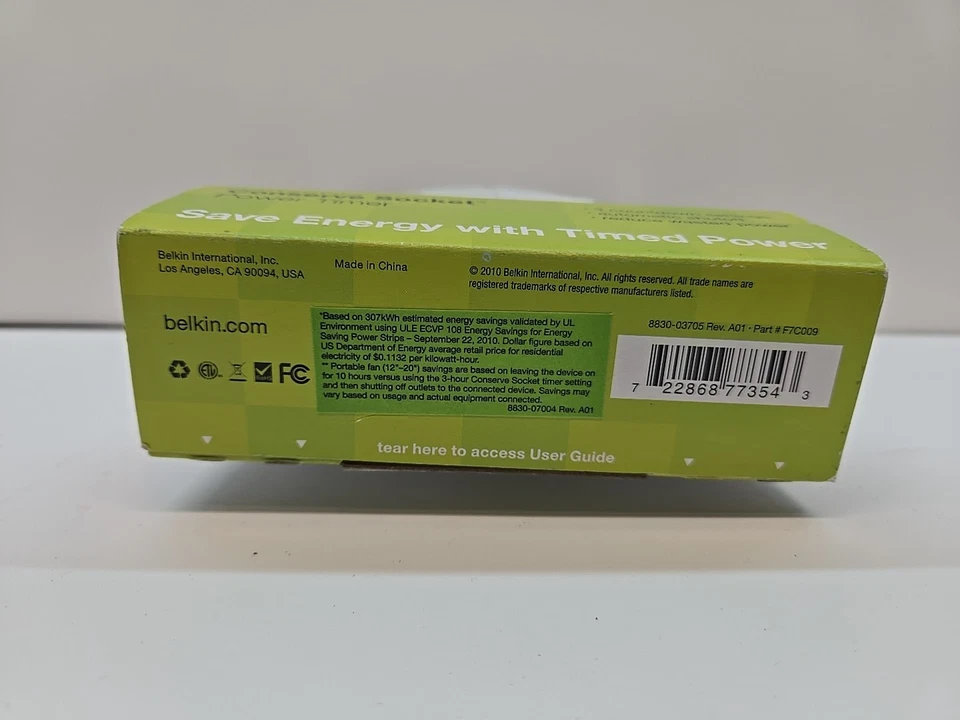 Conserve Socket™
Power Timer
Save Energy with Timed Power
Belkin International, Inc.
Los Angeles, CA 90094, USA
Made in China
© 2010 Belkin International, Inc. All rights reserved. All trade names are
registered trademarks of respective manufacturers listed.
belkin.com
ETL
FC
*Based on 307kWh estimated energy savings validated by UL
Environment using ULE ECVP 108 Energy Savings for Energy
Saving Power Strips – September 22, 2010. Dollar figure based on
US Department of Energy average retail price for residential
electricity of $0.1132 per kilowatt-hour.
** Portable fan (12"–20") savings are based on leaving the device on
for 10 hours versus using the 3-hour Conserve Socket timer setting
and then shutting off outlets to the connected device. Savings may
vary based on usage and actual equipment connected.
8830-07004 Rev. A01
8830-03705 Rev. A01 • Part # F7C009
7 22868 77354 3
tear here to access User Guide